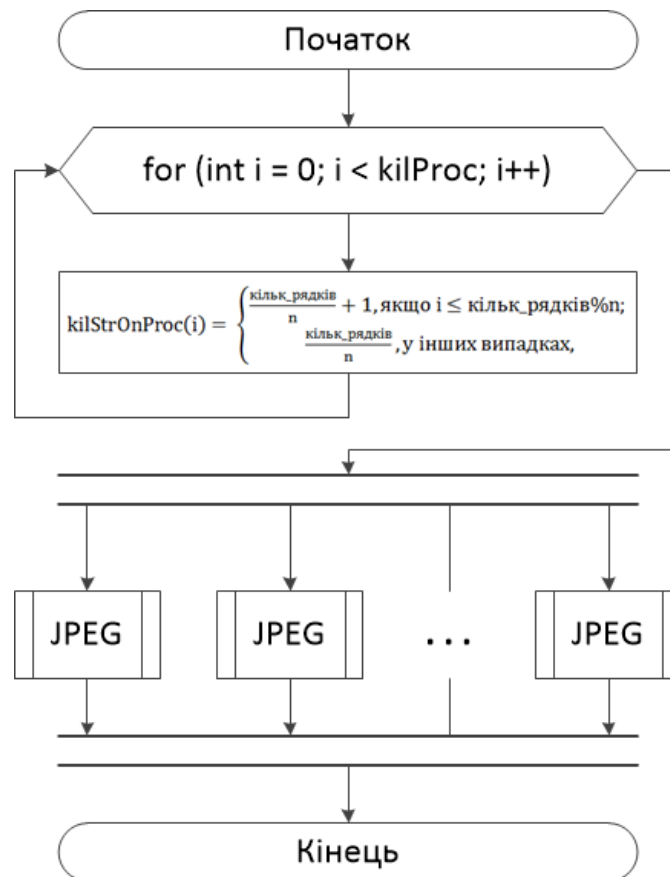 Початок
for (int i = 0; i < kilProc; i++)
kilStrOnProc(i) = { кільк_рядків/n + 1, якщо i ≤ кільк_рядків%n;
кільк_рядків/n, у інших випадках,
JPEG JPEG ... JPEG
Кінець